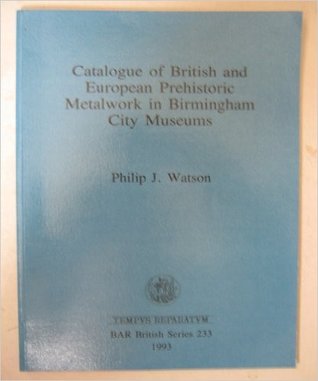 Catalogue of British and
European Prehistoric
Metalwork in Birmingham
City Museums
Philip J. Watson
TEMPVS REPARATVM
BAR British Series 233
1993